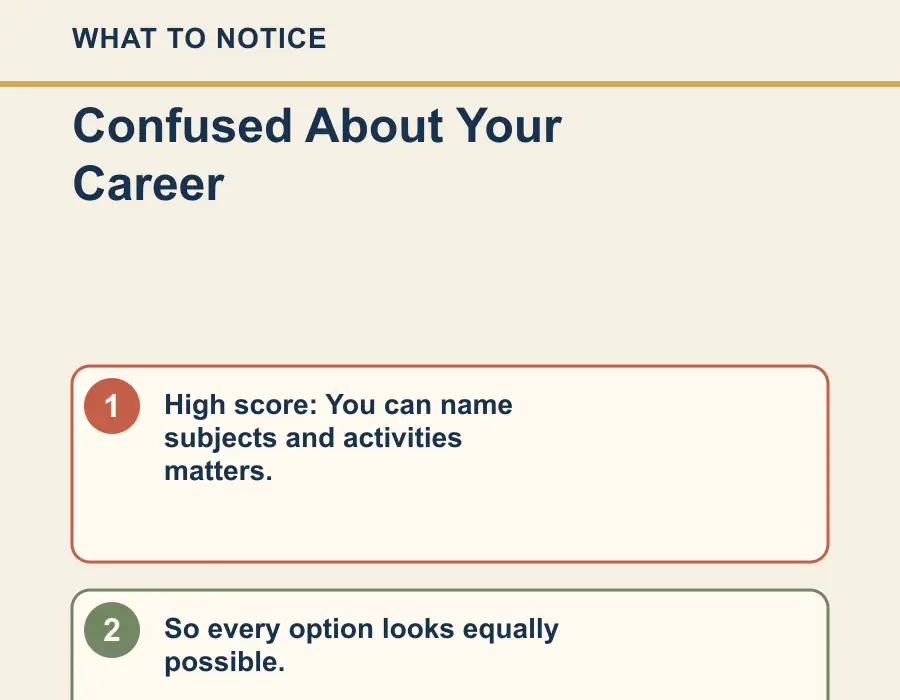 WHAT TO NOTICE
Confused About Your
Career
1
High score: You can name
subjects and activities
matters.
2
So every option looks equally
possible.